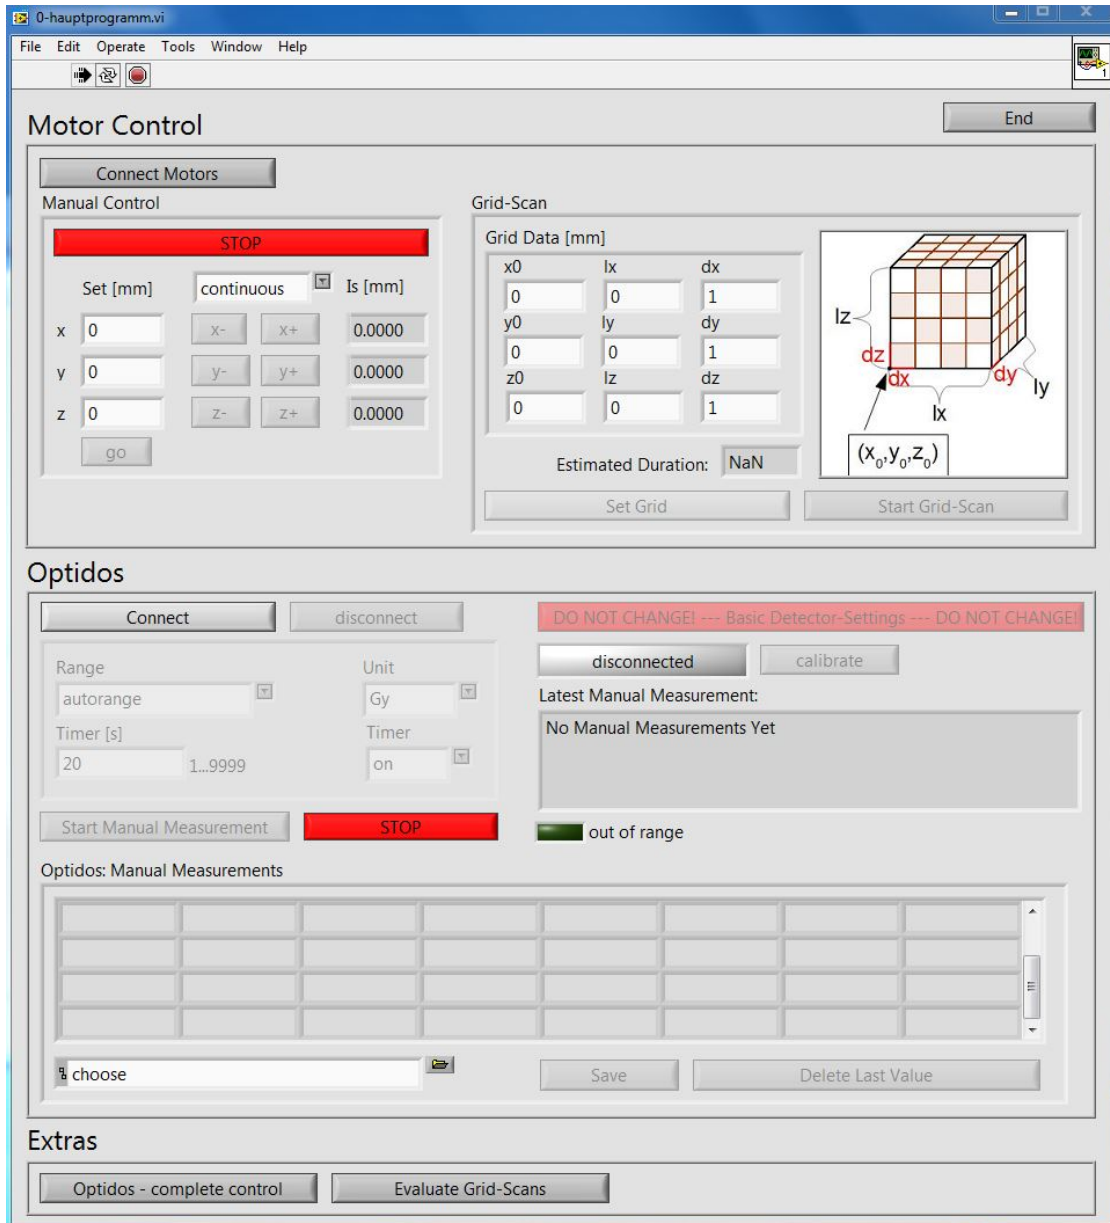 0-hauptprogramm.vi
File Edit Operate Tools Window Help
1
Motor Control
End
Connect Motors
Manual Control
STOP
Set [mm] continuous Is [mm]
x 0 x- x+ 0.0000
y 0 y- y+ 0.0000
z 0 z- z+ 0.0000
go
Grid-Scan
Grid Data [mm]
x0 lx dx
0 0 1
y0 ly dy
0 0 1
z0 lz dz
0 0 1
Estimated Duration: NaN
lz
dz
dx
dy
ly
lx
(x0,y0,z0)
Set Grid
Start Grid-Scan
Optidos
Connect
disconnect
Range Unit
autorange Gy
Timer [s] Timer
20 1...9999 on
Start Manual Measurement
STOP
DO NOT CHANGE! --- Basic Detector-Settings --- DO NOT CHANGE!
disconnected
calibrate
Latest Manual Measurement:
No Manual Measurements Yet
out of range
Optidos: Manual Measurements
choose
Save
Delete Last Value
Extras
Optidos - complete control
Evaluate Grid-Scans